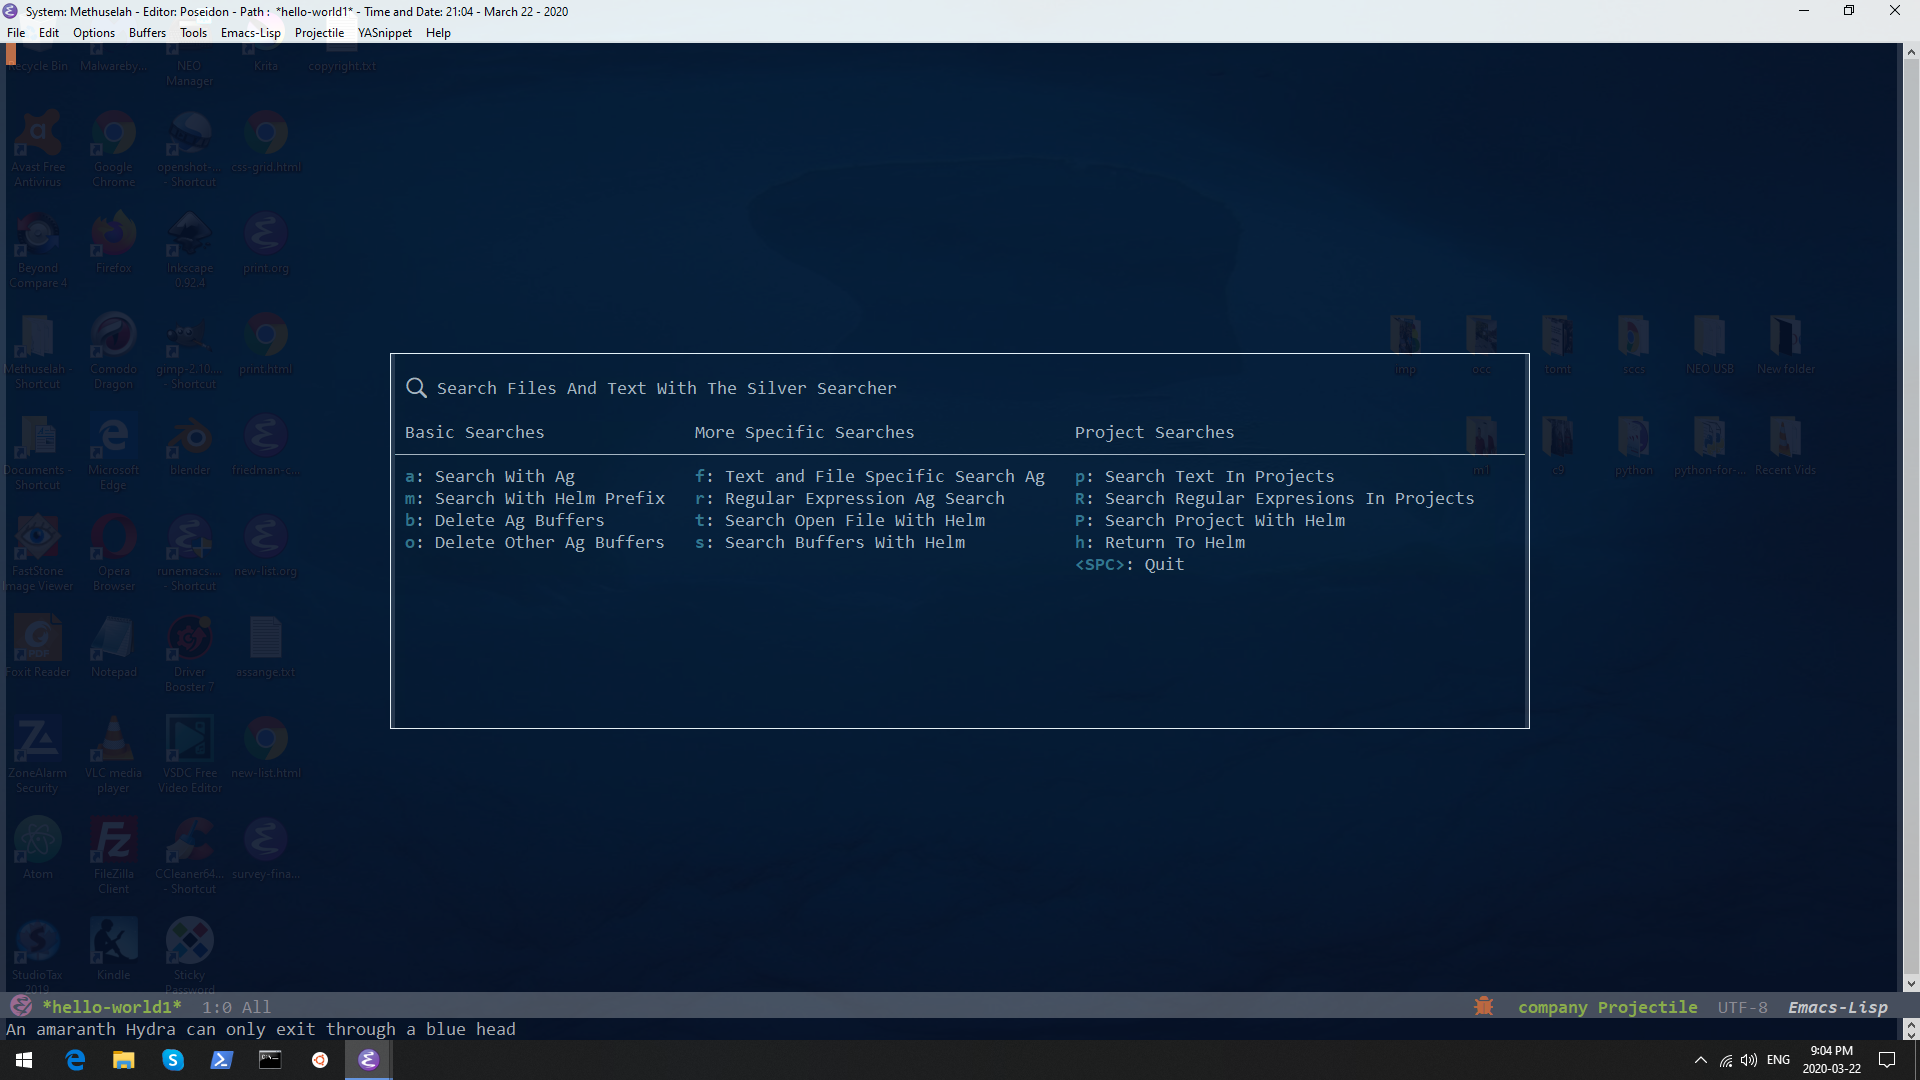 System: Methuselah - Editor: Poseidon - Path : *hello-world1* - Time and Date: 21:04 - March 22 - 2020
File Edit Options Buffers Tools Emacs-Lisp Projectile YASnippet Help
Recycle Bin Malwareby... NEO Manager Krita copyright.txt
Avast Free Antivirus Google Chrome openshot-... - Shortcut css-grid.html
Beyond Compare 4 Firefox Inkscape 0.92.4 print.org
Methuselah - Shortcut Comodo Dragon gimp-2.10.... - Shortcut print.html
imp occ tomt sccs NEO USB New folder
Search Files And Text With The Silver Searcher
Basic Searches More Specific Searches Project Searches
a: Search With Ag f: Text and File Specific Search Ag p: Search Text In Projects
m: Search With Helm Prefix r: Regular Expression Ag Search R: Search Regular Expresions In Projects
b: Delete Ag Buffers t: Search Open File With Helm P: Search Project With Helm
o: Delete Other Ag Buffers s: Search Buffers With Helm h: Return To Helm
<SPC>: Quit
Documents - Shortcut Microsoft Edge blender friedman-c...
m1 c9 python python-for-... Recent Vids
FastStone Image Viewer Opera Browser runemacs.... - Shortcut new-list.org
Foxit Reader Notepad Driver Booster 7 assange.txt
ZoneAlarm Security VLC media player VSDC Free Video Editor new-list.html
Atom FileZilla Client CCleaner64.... - Shortcut survey-fina...
StudioTax 2019 Kindle Sticky Password
*hello-world1* 1:0 All company Projectile UTF-8 Emacs-Lisp
An amaranth Hydra can only exit through a blue head
ENG 9:04 PM
2020-03-22